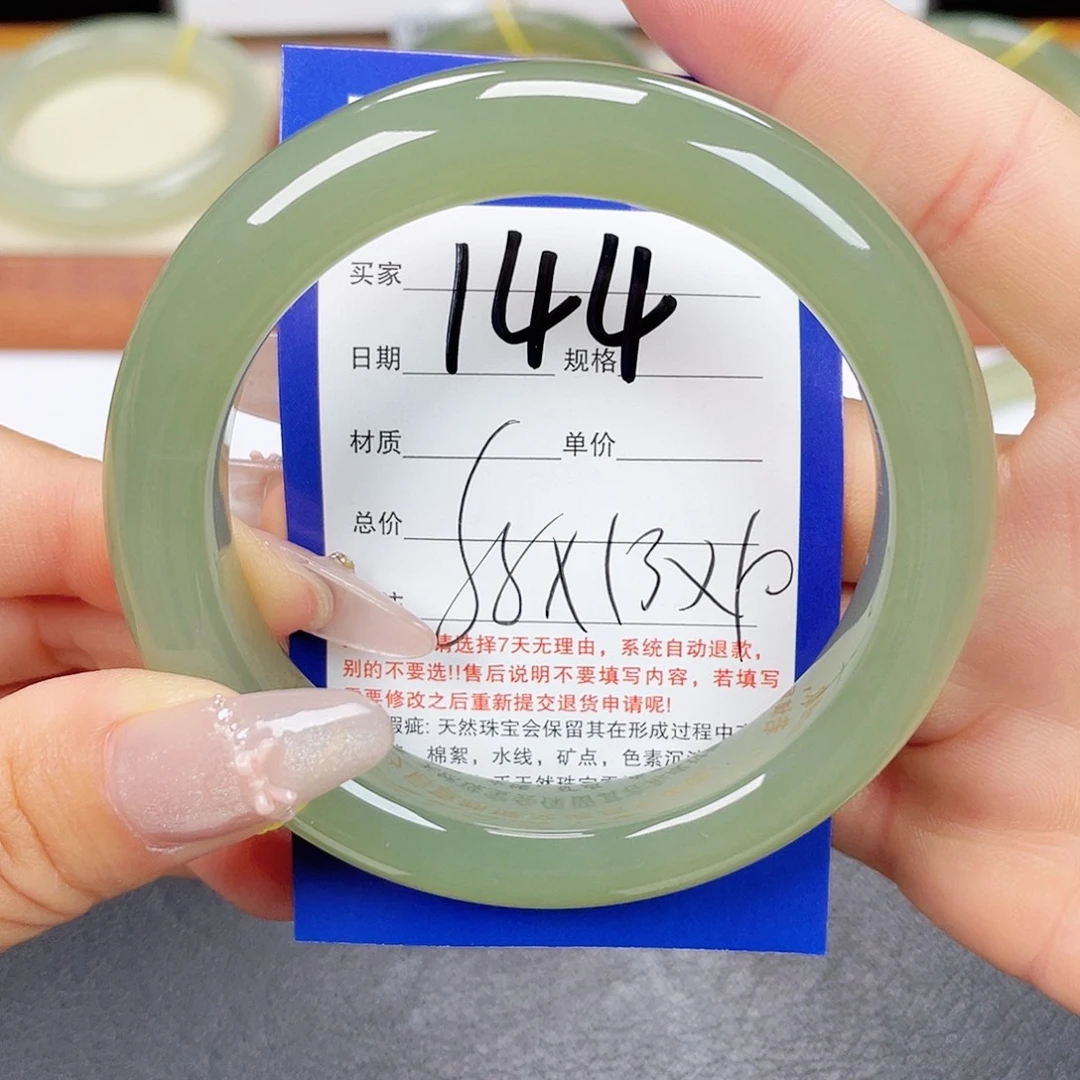 144
买家
日期 规格
材质 单价
总价
58X13X10
请选择7天无理由，系统自动退款，
别的不要选!!售后说明不要填写内容，若填写
需要修改之后重新提交退货申请呢!
瑕疵: 天然珠宝会保留其在形成过程中
棉絮，水线，矿点，色素沉